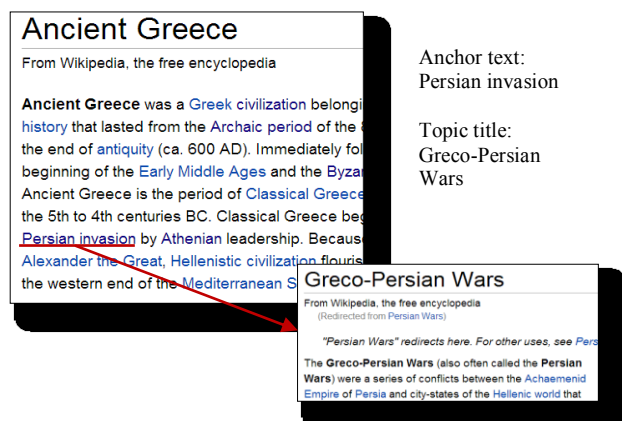 Ancient Greece
From Wikipedia, the free encyclopedia
Ancient Greece was a Greek civilization belongi
history that lasted from the Archaic period of the
the end of antiquity (ca. 600 AD). Immediately fol
beginning of the Early Middle Ages and the Byza
Ancient Greece is the period of Classical Greece
the 5th to 4th centuries BC. Classical Greece beg
Persian invasion by Athenian leadership. Becaus
Alexander the Great, Hellenistic civilization flouris
the western end of the Mediterranean S
Anchor text:
Persian invasion
Topic title:
Greco-Persian
Wars
Greco-Persian Wars
From Wikipedia, the free encyclopedia
(Redirected from Persian Wars)
"Persian Wars" redirects here. For other uses, see Pers
The Greco-Persian Wars (also often called the Persian
Wars) were a series of conflicts between the Achaemenid
Empire of Persia and city-states of the Hellenic world that